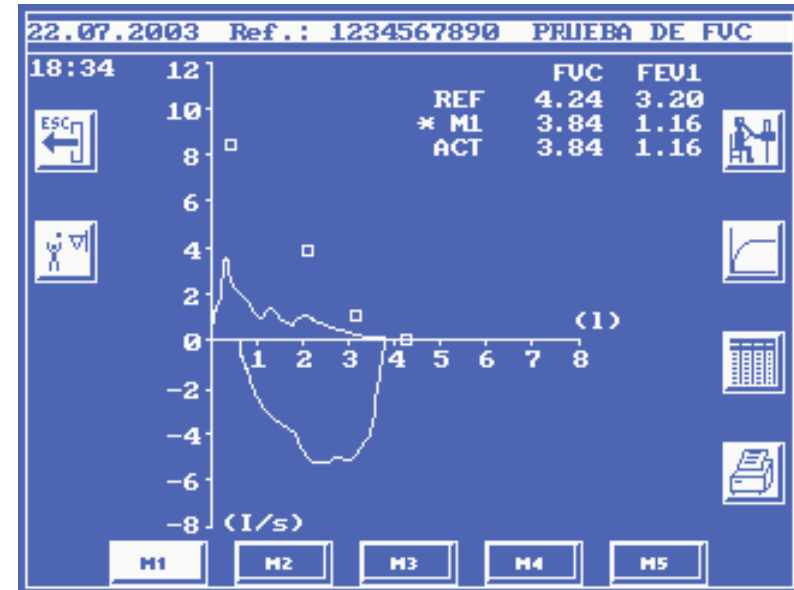 22.07.2003 Ref.: 1234567890 PRUEBA DE FVC
18:34
FVC FEV1
REF 4.24 3.20
* M1 3.84 1.16
ACT 3.84 1.16
ESC
12
10
8
6
4
2
0
-2
-4
-6
-8
(l)
1 2 3 4 5 6 7 8
(I/s)
M1 M2 M3 M4 M5